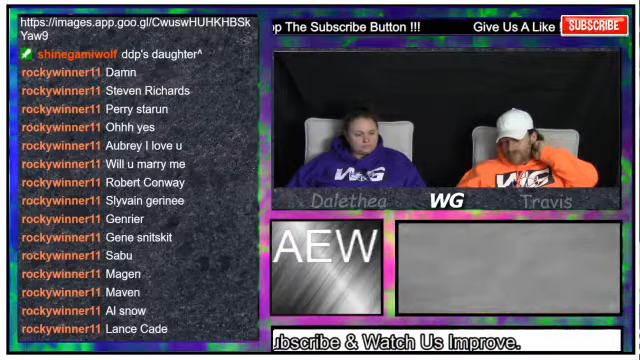 https://images.app.goo.gl/CwuswHUHKHBSk
Yaw9
shinegamiwolf ddp's daughter^
rockywinner11 Damn
rockywinner11 Steven Richards
rockywinner11 Perry starun
rockywinner11 Ohhh yes
rockywinner11 Aubrey I love u
rockywinner11 Will u marry me
rockywinner11 Robert Conway
rockywinner11 Slyvain gerinee
rockywinner11 Genrier
rockywinner11 Gene snitskit
rockywinner11 Sabu
rockywinner11 Magen
rockywinner11 Maven
rockywinner11 Al snow
rockywinner11 Lance Cade
op The Subscribe Button !!! Give Us A Like
SUBSCRIBE
WG
WG
Dalethea WG Travis
AEW
ubscribe & Watch Us Improve.